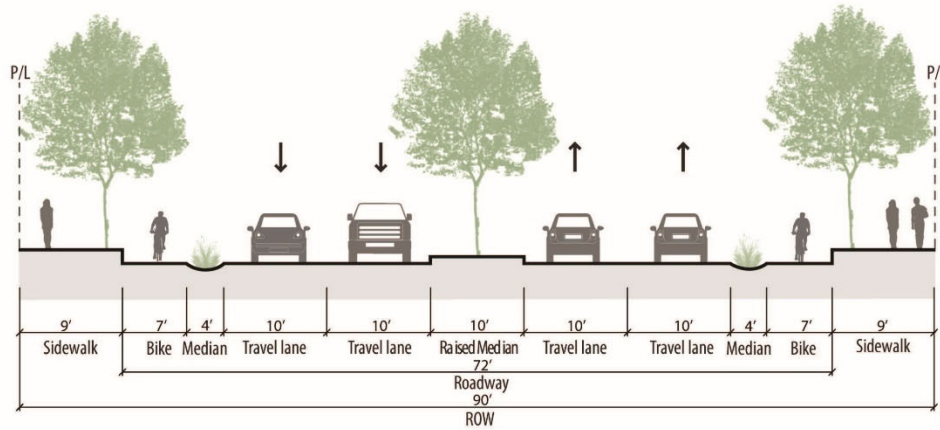 P/L
P/
9'
7'
4'
10'
10'
10'
10'
10'
4'
7'
9'
Sidewalk
Bike
Median
Travel lane
Travel lane
Raised Median
Travel lane
Travel lane
Median
Bike
Sidewalk
72'
Roadway
90'
ROW